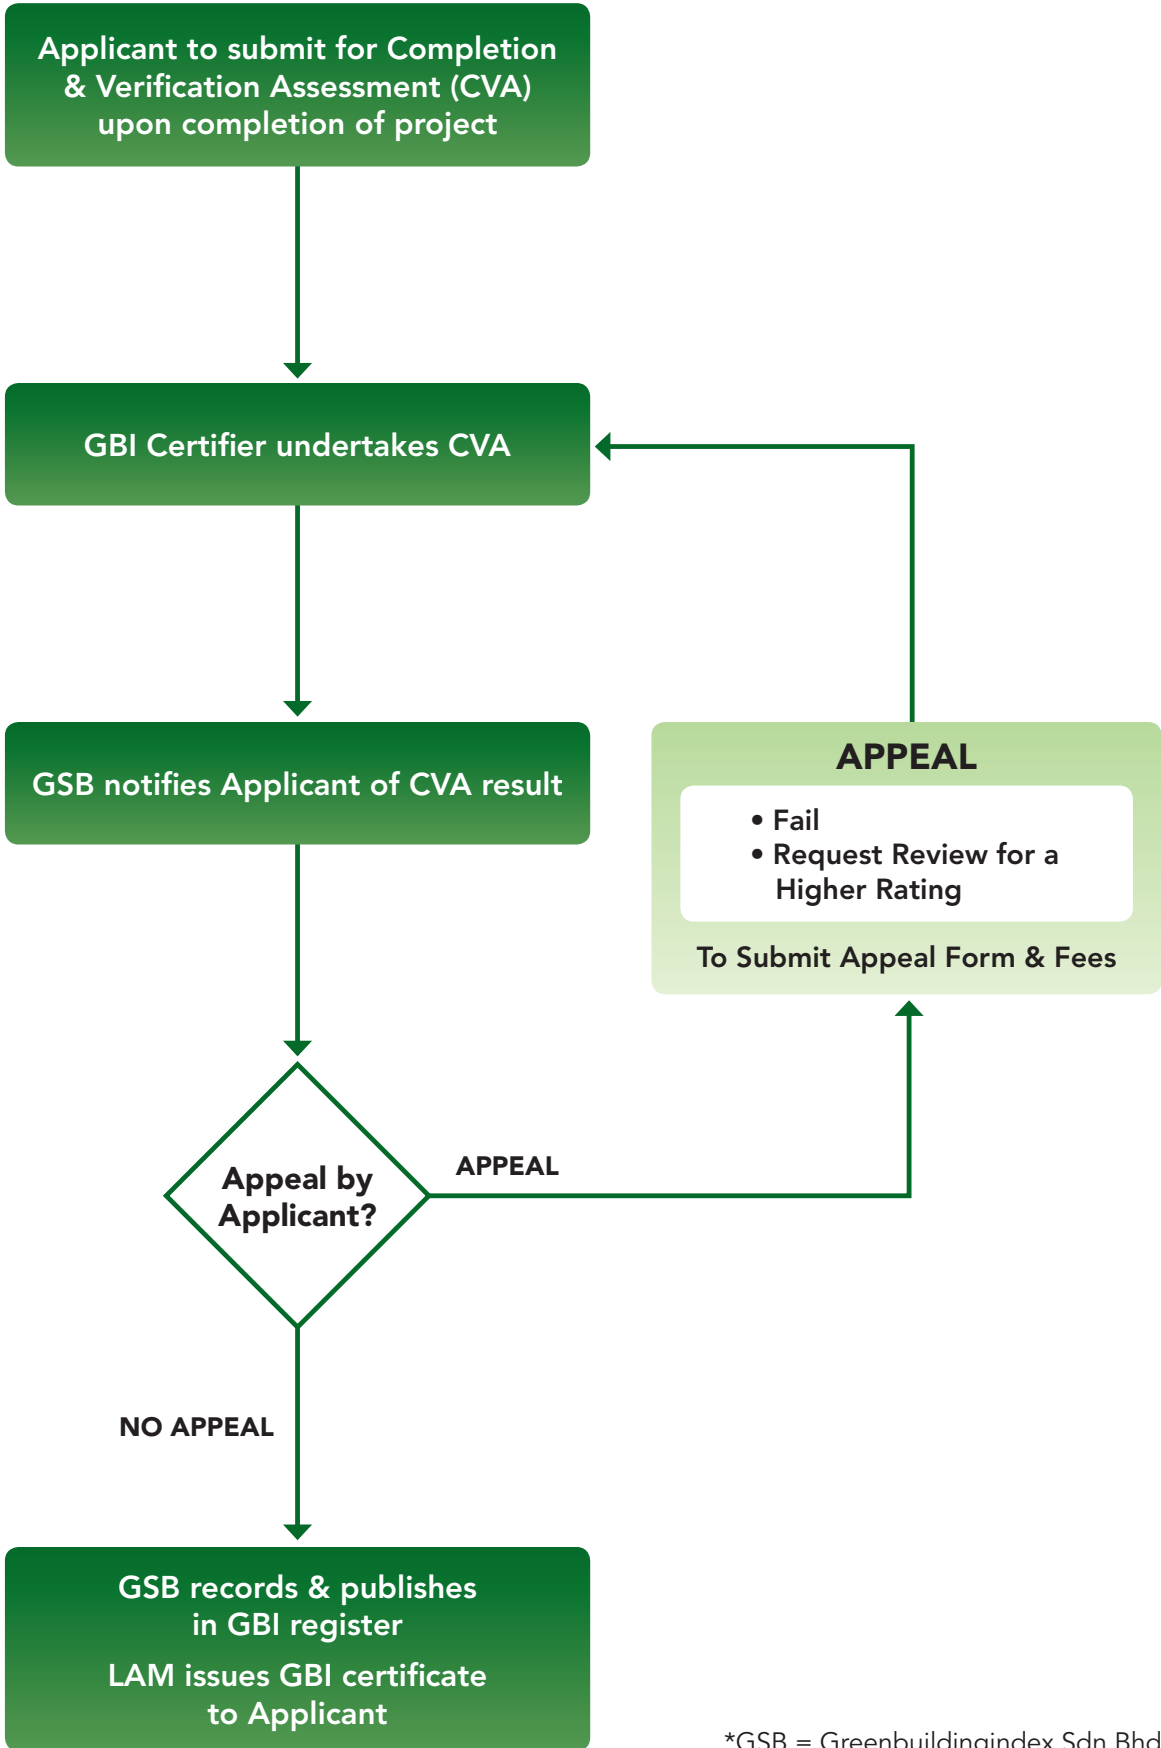 Applicant to submit for Completion
& Verification Assessment (CVA)
upon completion of project
GBI Certifier undertakes CVA
GSB notifies Applicant of CVA result
APPEAL
• Fail
• Request Review for a
Higher Rating
To Submit Appeal Form & Fees
Appeal by
Applicant?
APPEAL
NO APPEAL
GSB records & publishes
in GBI register
LAM issues GBI certificate
to Applicant
*GSB = Greenbuildingindex Sdn Bhd